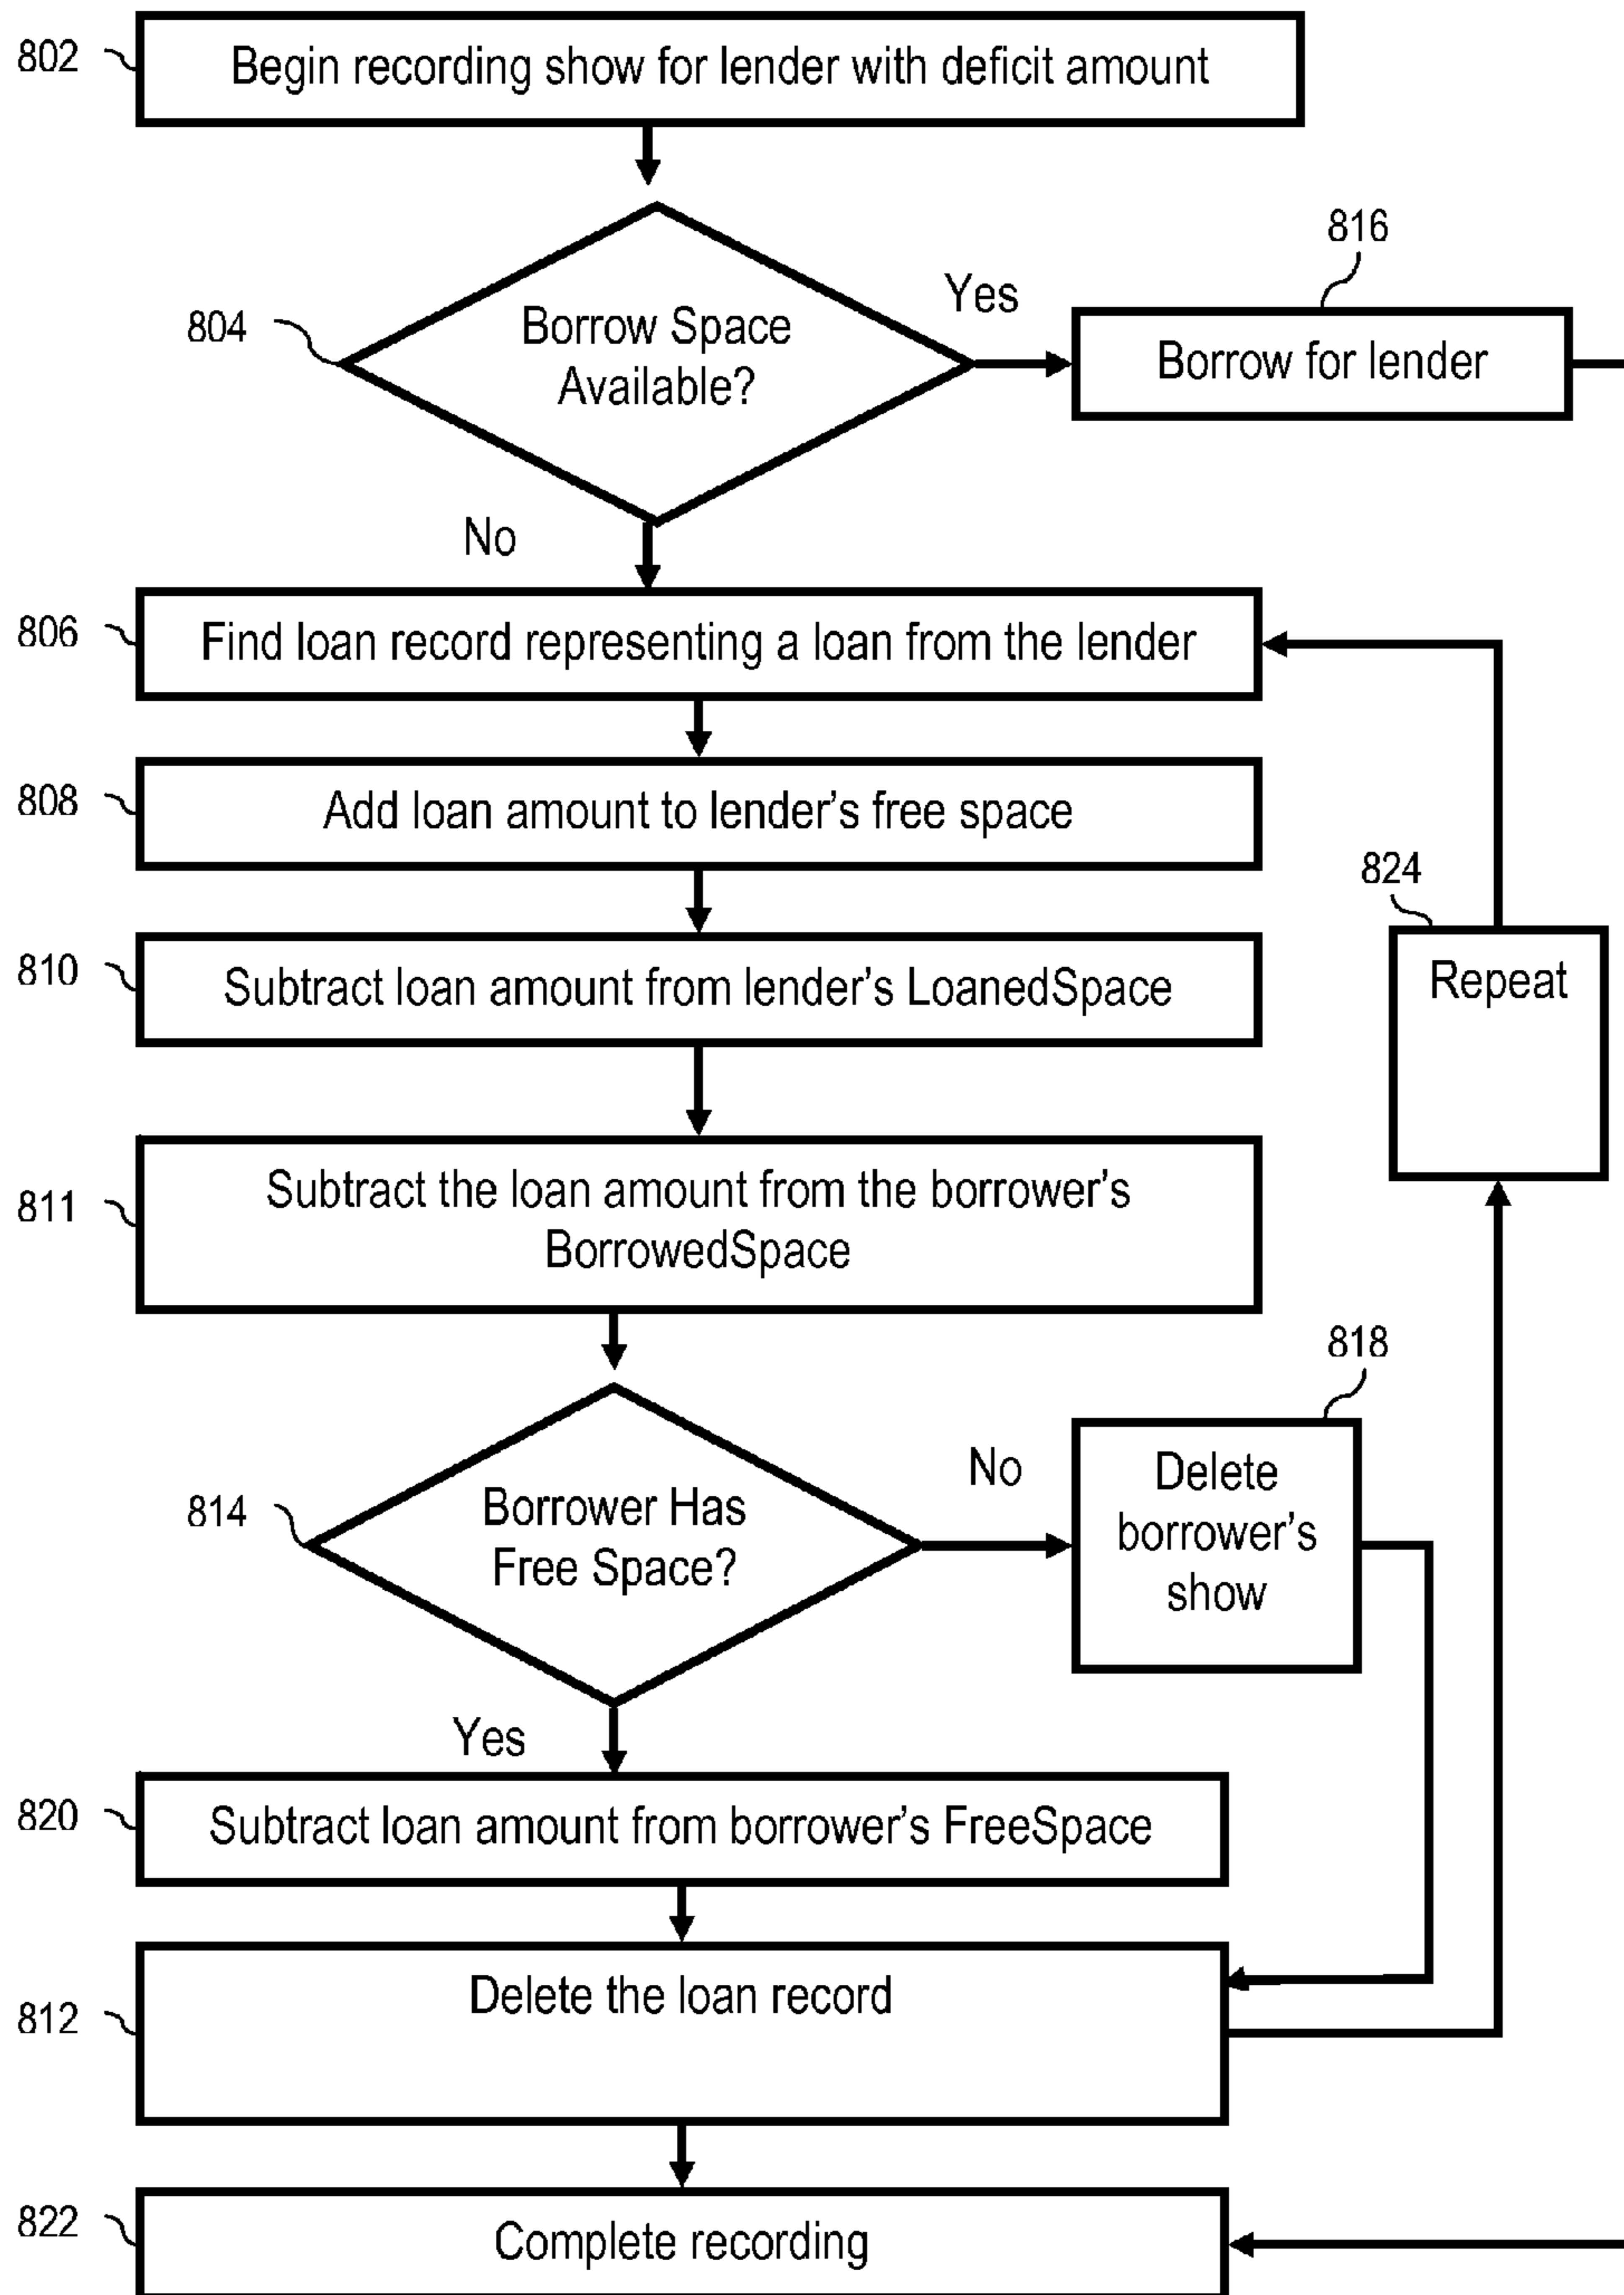 802
Begin recording show for lender with deficit amount
816
804
Borrow Space
Available?
Yes
Borrow for lender
No
806
Find loan record representing a loan from the lender
808
Add loan amount to lender’s free space
824
Repeat
810
Subtract loan amount from lender’s LoanedSpace
811
Subtract the loan amount from the borrower’s
BorrowedSpace
818
814
Borrower Has
Free Space?
No
Delete
borrower’s
show
Yes
820
Subtract loan amount from borrower’s FreeSpace
812
Delete the loan record
822
Complete recording